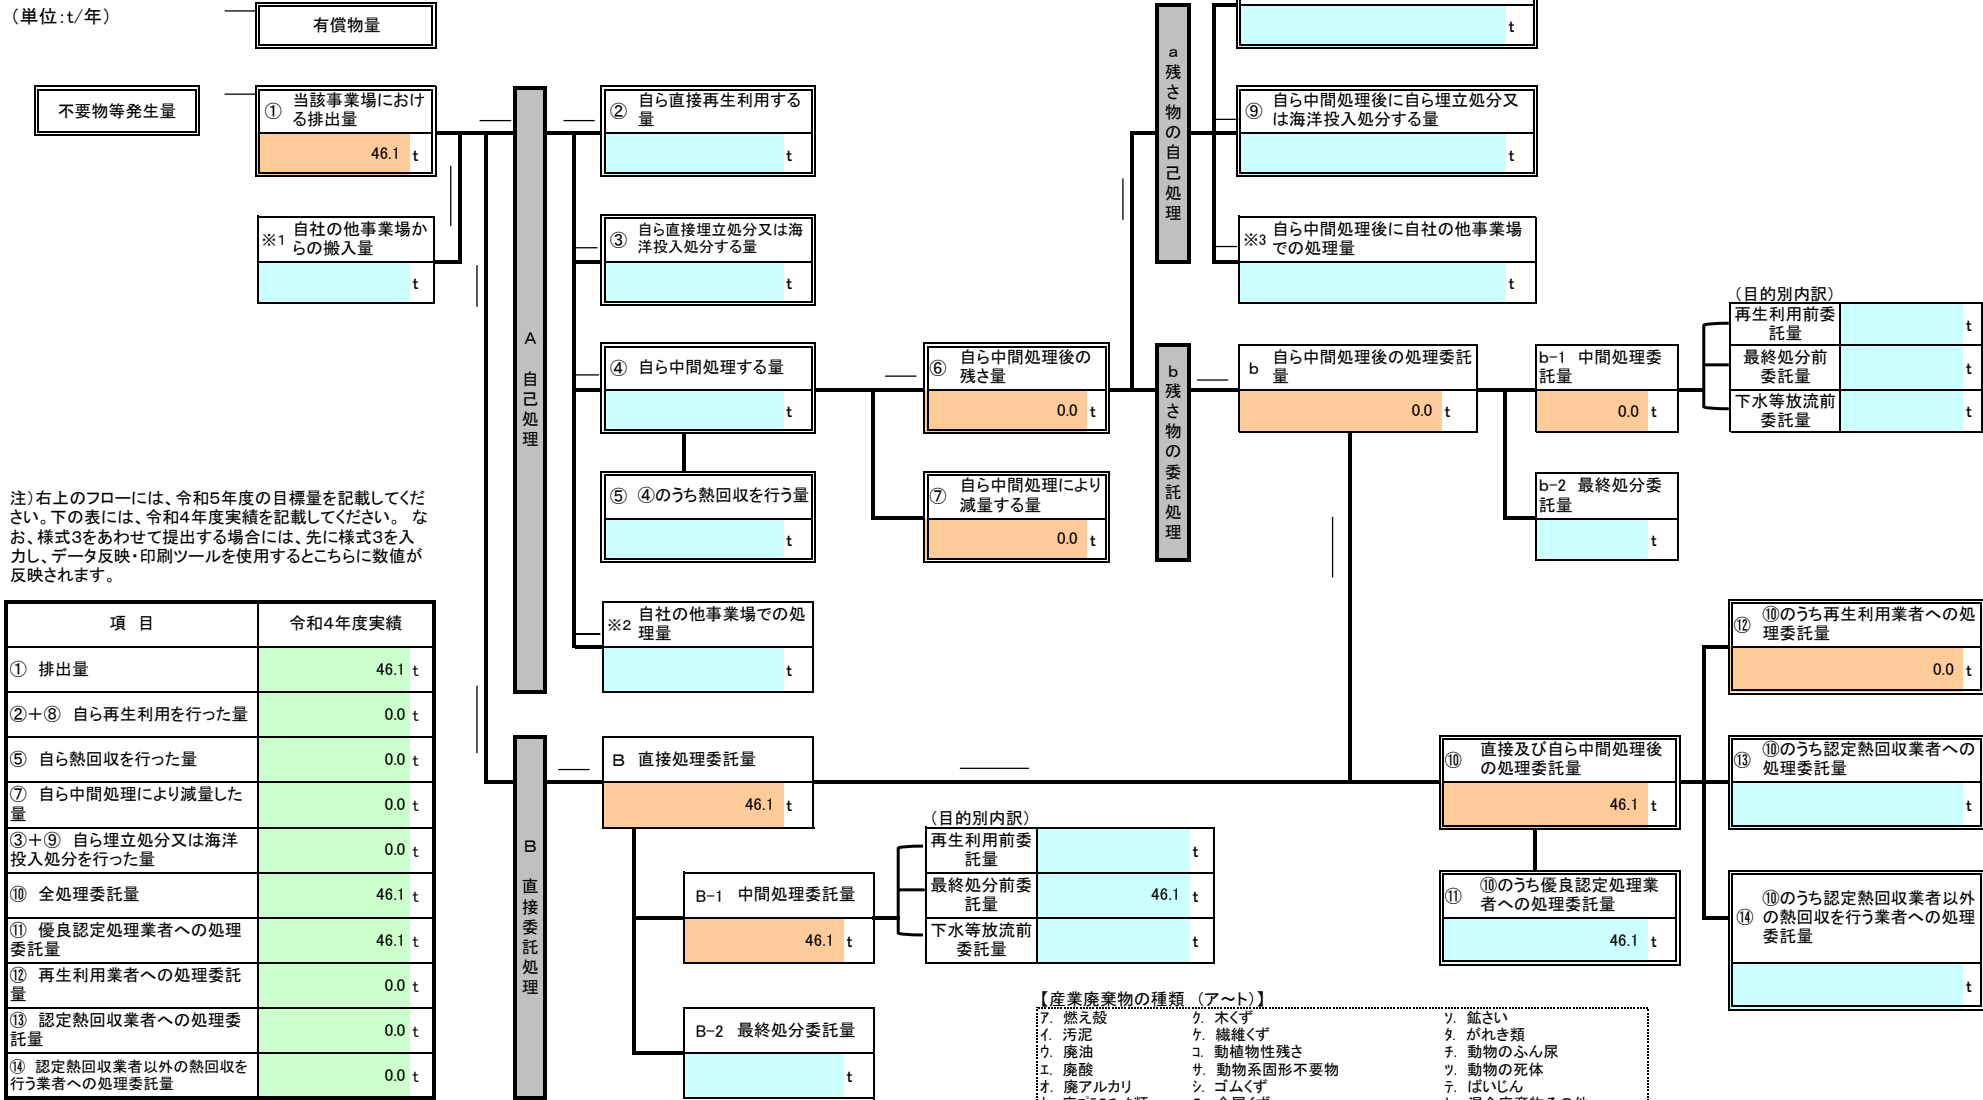 （単位:t/年）
有償物量
t
不要物等発生量
① 当該事業場におけ
る排出量
46.1 t
※1 自社の他事業場か
らの搬入量
t
A 自己処理
② 自ら直接再生利用する
量
t
③ 自ら直接埋立処分又は海
洋投入処分する量
t
④ 自ら中間処理する量
t
⑤ ④のうち熱回収を行う量
t
※2 自社の他事業場での処
理量
t
⑥ 自ら中間処理後の
残さ量
0.0 t
⑦ 自ら中間処理により
減量する量
0.0 t
a 残さ物の自己処理
⑨ 自ら中間処理後に自ら埋立処分又
は海洋投入処分する量
t
※3 自ら中間処理後に自社の他事業場
での処理量
t
b 残さ物の委託処理
b 自ら中間処理後の処理委託
量
0.0 t
b-1 中間処理委
託量
0.0 t
b-2 最終処分委
託量
t
（目的別内訳）
再生利用前委
託量
t
最終処分前
委託量
t
下水等放流前
委託量
t
注）右上のフローには、令和5年度の目標量を記載してくだ
さい。下の表には、令和4年度実績を記載してください。 な
お、様式3をあわせて提出する場合には、先に様式3を入
力し、データ反映・印刷ツールを使用するとこちらに数値が
反映されます。
項 目 令和4年度実績
① 排出量 46.1 t
②＋⑧ 自ら再生利用を行った量 0.0 t
⑤ 自ら熱回収を行った量 0.0 t
⑦ 自ら中間処理により減量した
量 0.0 t
③＋⑨ 自ら埋立処分又は海洋
投入処分を行った量 0.0 t
⑩ 全処理委託量 46.1 t
⑪ 優良認定処理業者への処理
委託量 46.1 t
⑫ 再生利用業者への処理委託
量 0.0 t
⑬ 認定熱回収業者への処理委
託量 0.0 t
⑭ 認定熱回収業者以外の熱回収を
行う業者への処理委託量 0.0 t
B 直接委託処理
B 直接処理委託量
46.1 t
B-1 中間処理委託量
46.1 t
B-2 最終処分委託量
t
（目的別内訳）
再生利用前委
託量
t
最終処分前委
託量
46.1 t
下水等放流前
委託量
t
⑩ 直接及び自ら中間処理後
の処理委託量
46.1 t
⑪ ⑩のうち優良認定処理業
者への処理委託量
46.1 t
⑫ ⑩のうち再生利用業者への処
理委託量
0.0 t
⑬ ⑩のうち認定熱回収業者への
処理委託量
t
⑭ ⑩のうち認定熱回収業者以外
の熱回収を行う業者への処理
委託量
t
【産業廃棄物の種類 （ア～ト）】
ア. 燃え殻 ク. 木くず ソ. 鉱さい
イ. 汚泥 ケ. 繊維くず タ. がれき類
ウ. 廃油 コ. 動植物性残さ チ. 動物のふん尿
エ. 廃酸 サ. 動物系固形不要物 ツ. 動物の死体
オ. 廃アルカリ シ. ゴムくず テ. ばいじん